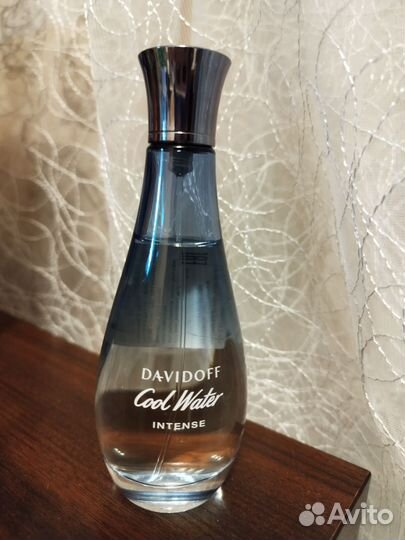 DAVIDOFF
Cool Water
INTENSE
Avito